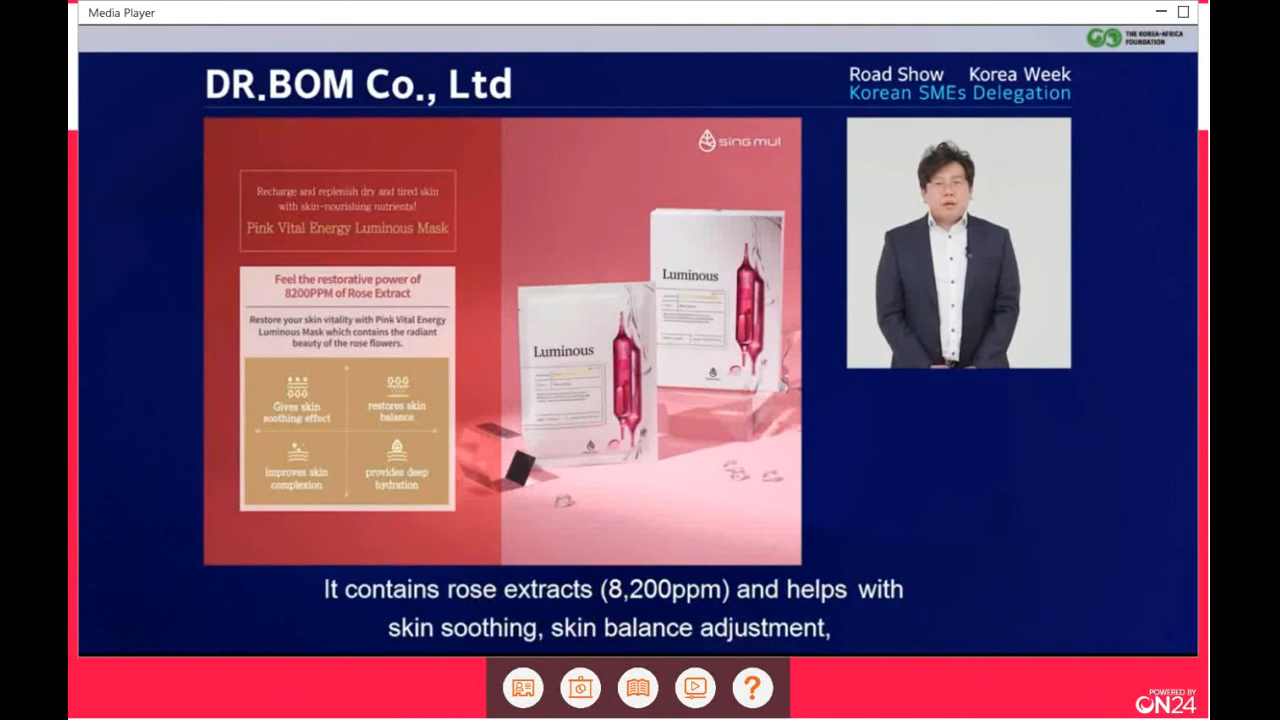 Media Player
THE KOREA-AFRICA
FOUNDATION
DR.BOM Co., Ltd
Road Show Korea Week
Korean SMEs Delegation
sing mul
Recharge and replenish dry and tired skin
with skin-nourishing nutrients!
Pink Vital Energy Luminous Mask
Feel the restorative power of
8200PPM of Rose Extract
Restore your skin vitality with Pink Vital Energy
Luminous Mask which contains the radiant
beauty of the rose flowers.
Gives skin
soothing effect
restores skin
balance
improves skin
complexion
provides deep
hydration
Luminous
Luminous
It contains rose extracts (8,200ppm) and helps with
skin soothing, skin balance adjustment,
?
POWERED BY
ON24